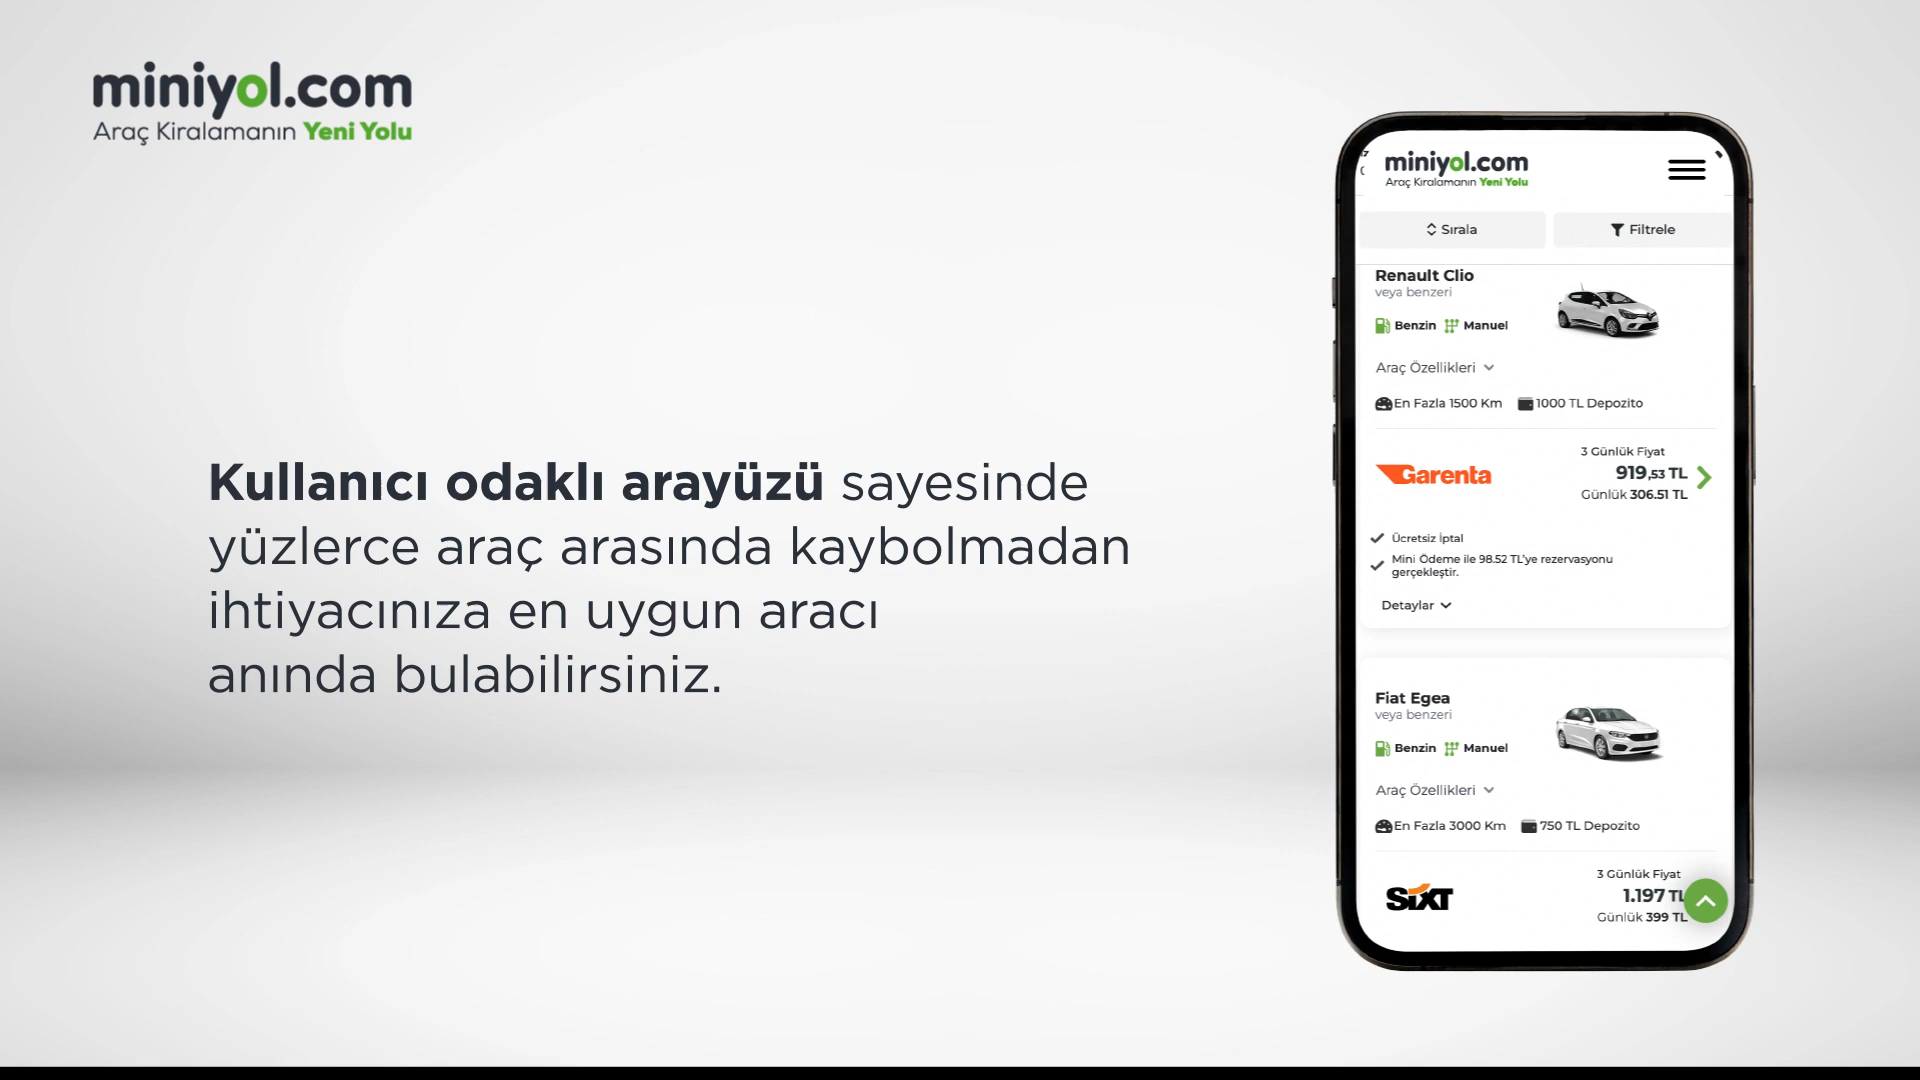 miniyol.com
Araç Kiralamanın Yeni Yolu
Kullanıcı odaklı arayüzü sayesinde
yüzlerce araç arasında kaybolmadan
ihtiyacınıza en uygun aracı
anında bulabilirsiniz.
miniyol.com
Araç Kiralamanın Yeni Yolu
Sırala
Filtrele
Renault Clio
veya benzeri
Benzin Manuel
Araç Özellikleri
En Fazla 1500 Km 1000 TL Depozito
Garenta
3 Günlük Fiyat
919,53 TL
Günlük 306.51 TL
Ücretsiz İptal
Mini Ödeme ile 98.52 TL'ye rezervasyonu
gerçekleştir.
Detaylar
Fiat Egea
veya benzeri
Benzin Manuel
Araç Özellikleri
En Fazla 3000 Km 750 TL Depozito
SIXT
3 Günlük Fiyat
1.197 TL
Günlük 399 TL